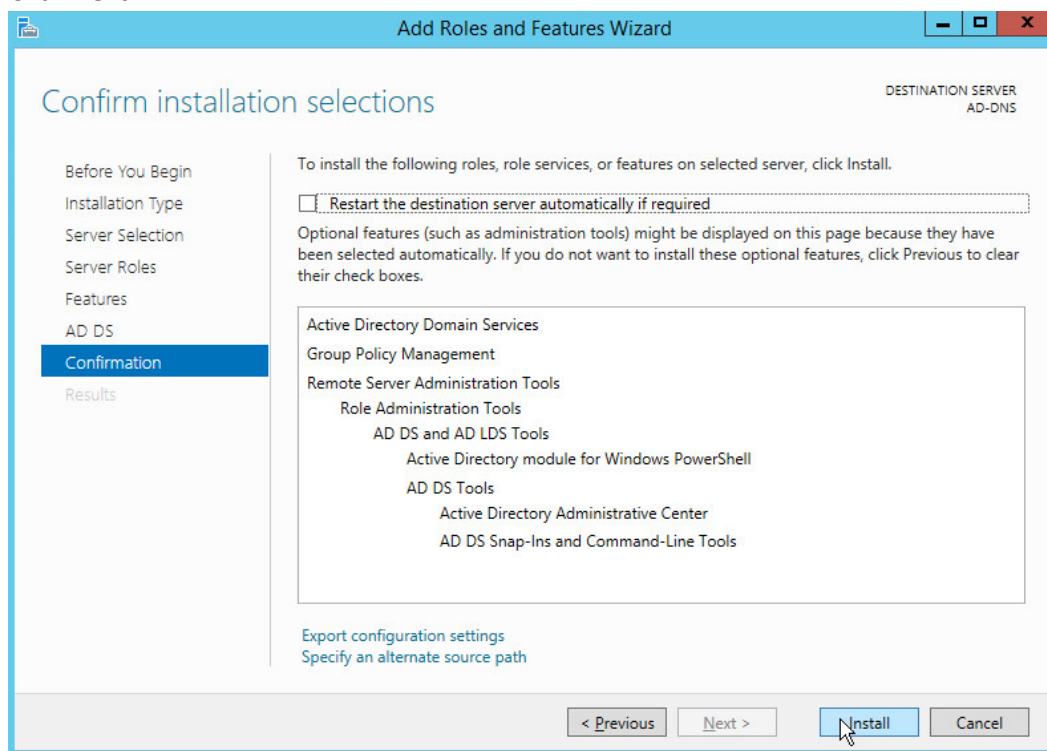 Add Roles and Features Wizard
Confirm installation selections
DESTINATION SERVER
AD-DNS
Before You Begin
Installation Type
Server Selection
Server Roles
Features
AD DS
Confirmation
Results
To install the following roles, role services, or features on selected server, click Install.
Restart the destination server automatically if required
Optional features (such as administration tools) might be displayed on this page because they have
been selected automatically. If you do not want to install these optional features, click Previous to clear
their check boxes.
Active Directory Domain Services
Group Policy Management
Remote Server Administration Tools
Role Administration Tools
AD DS and AD LDS Tools
Active Directory module for Windows PowerShell
AD DS Tools
Active Directory Administrative Center
AD DS Snap-Ins and Command-Line Tools
Export configuration settings
Specify an alternate source path
< Previous
Next >
Install
Cancel